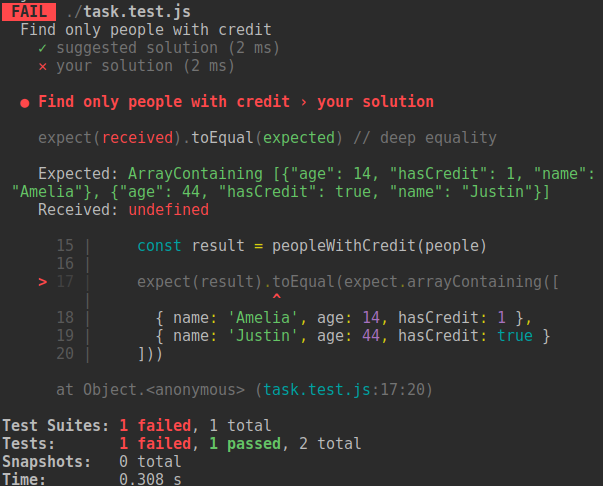 FAIL ./task.test.js
Find only people with credit
✓ suggested solution (2 ms)
✕ your solution (2 ms)
● Find only people with credit › your solution
expect(received).toEqual(expected) // deep equality
Expected: ArrayContaining [{"age": 14, "hasCredit": 1, "name":
"Amelia"}, {"age": 44, "hasCredit": true, "name": "Justin"}]
Received: undefined
15 | const result = peopleWithCredit(people)
16 |
> 17 | expect(result).toEqual(expect.arrayContaining([
| ^
18 | { name: 'Amelia', age: 14, hasCredit: 1 },
19 | { name: 'Justin', age: 44, hasCredit: true }
20 | ]))
at Object.<anonymous> (task.test.js:17:20)
Test Suites: 1 failed, 1 total
Tests: 1 failed, 1 passed, 2 total
Snapshots: 0 total
Time: 0.308 s